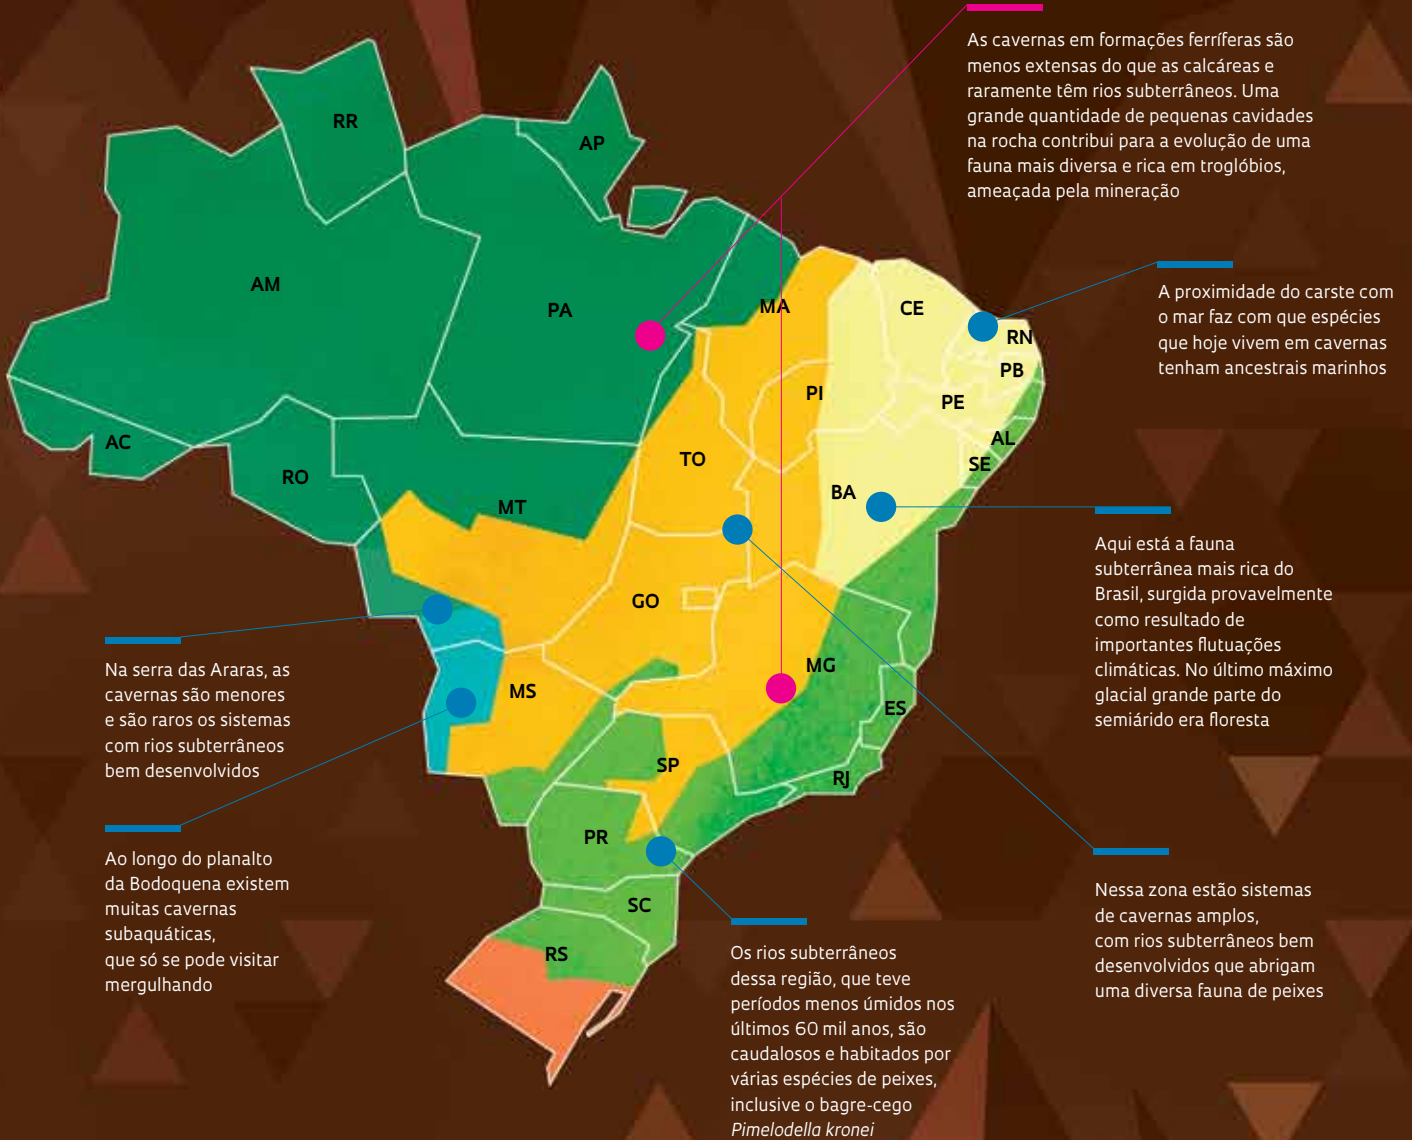 As cavernas em formações ferríferas são
menos extensas do que as calcáreas e
raramente têm rios subterrâneos. Uma
grande quantidade de pequenas cavidades
na rocha contribui para a evolução de uma
fauna mais diversa e rica em troglóbios,
ameaçada pela mineração
RR
AP
AM
PA
MA
CE
RN
PB
PI
PE
AC
AL
TO
SE
RO
BA
MT
GO
MG
MS
ES
SP
RJ
PR
SC
RS
A proximidade do carste com
o mar faz com que espécies
que hoje vivem em cavernas
tenham ancestrais marinhos
Aqui está a fauna
subterrânea mais rica do
Brasil, surgida provavelmente
como resultado de
importantes flutuações
climáticas. No último máximo
glacial grande parte do
semiárido era floresta
Na serra das Araras, as
cavernas são menores
e são raros os sistemas
com rios subterrâneos
bem desenvolvidos
Ao longo do planalto
da Bodoquena existem
muitas cavernas
subaquáticas,
que só se pode visitar
mergulhando
Os rios subterrâneos
dessa região, que teve
períodos menos úmidos nos
últimos 60 mil anos, são
caudalosos e habitados por
várias espécies de peixes,
inclusive o bagre-cego
Pimelodella kronei
Nessa zona estão sistemas
de cavernas amplos,
com rios subterrâneos bem
desenvolvidos que abrigam
uma diversa fauna de peixes